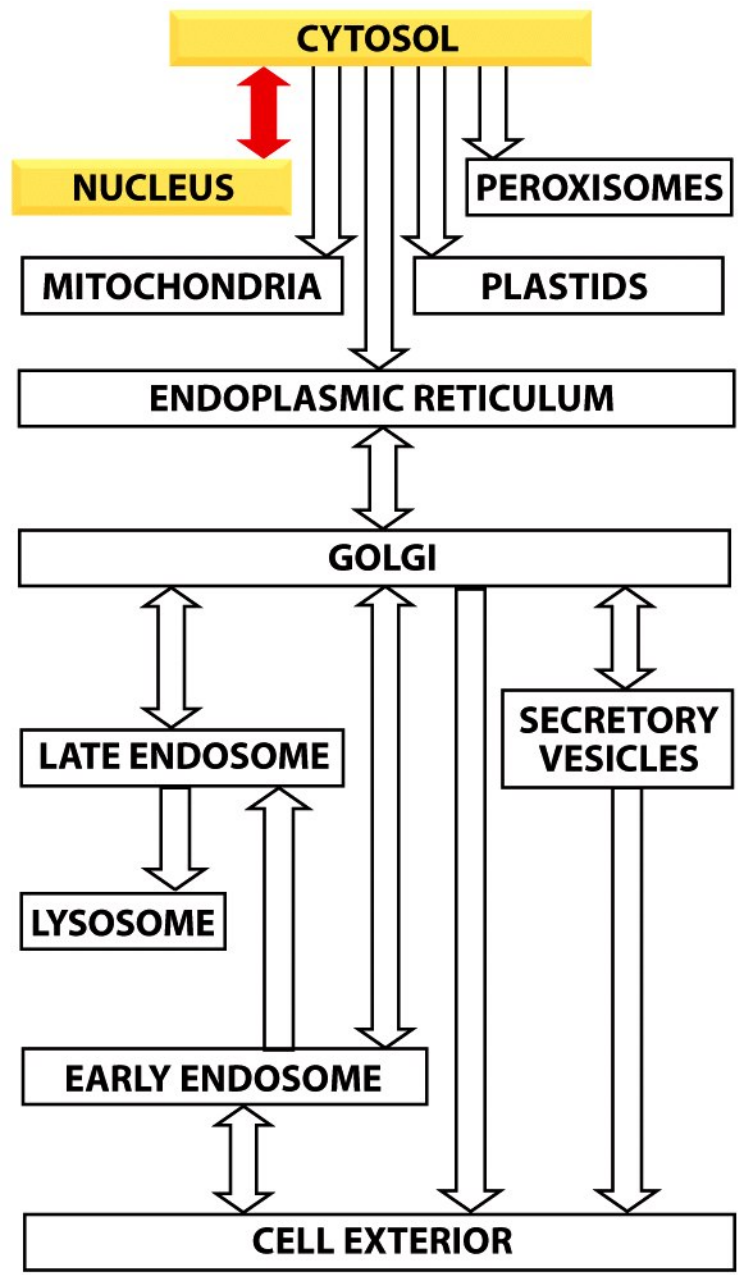 CYTOSOL
NUCLEUS
PEROXISOMES
MITOCHONDRIA
PLASTIDS
ENDOPLASMIC RETICULUM
GOLGI
LATE ENDOSOME
SECRETORY
VESICLES
LYSOSOME
EARLY ENDOSOME
CELL EXTERIOR